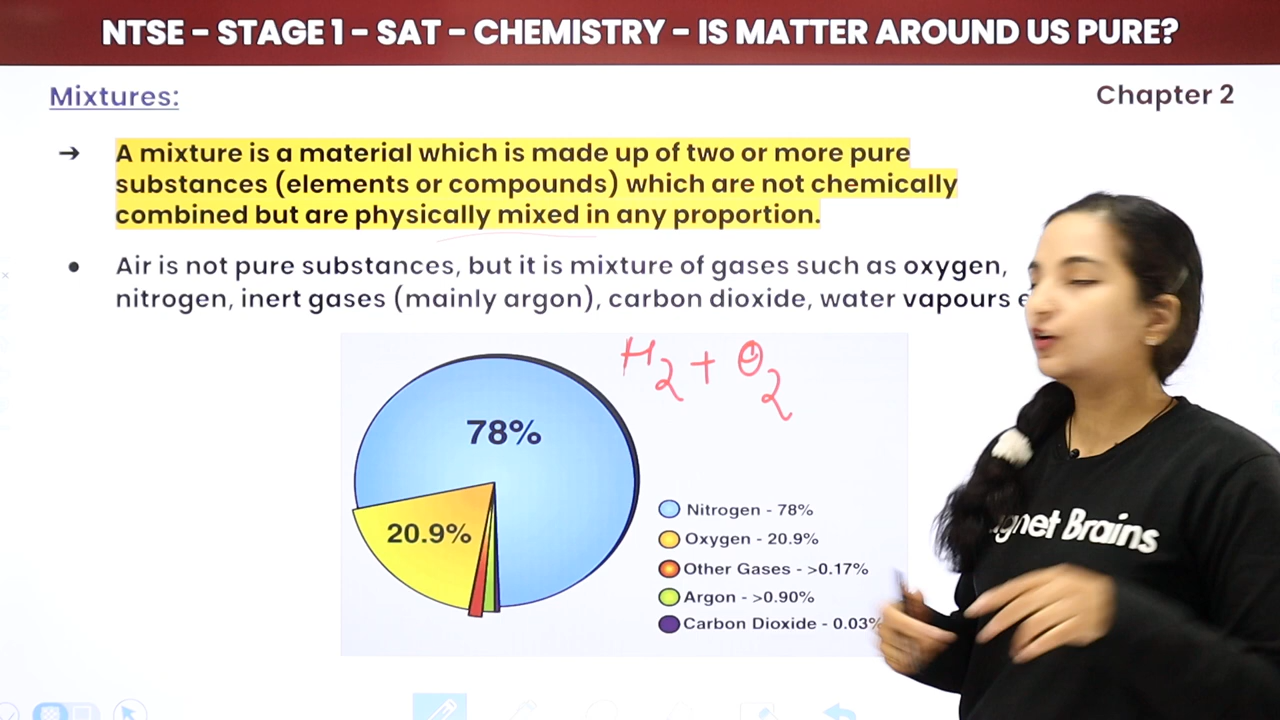 NTSE – STAGE 1 – SAT – CHEMISTRY – IS MATTER AROUND US PURE?
Mixtures:
Chapter 2
→ A mixture is a material which is made up of two or more pure
substances (elements or compounds) which are not chemically
combined but are physically mixed in any proportion.
• Air is not pure substances, but it is mixture of gases such as oxygen,
nitrogen, inert gases (mainly argon), carbon dioxide, water vapours
H2 + O2
78%
20.9%
Nitrogen - 78%
Oxygen - 20.9%
Other Gases - >0.17%
Argon - >0.90%
Carbon Dioxide - 0.03%
gnet Brains